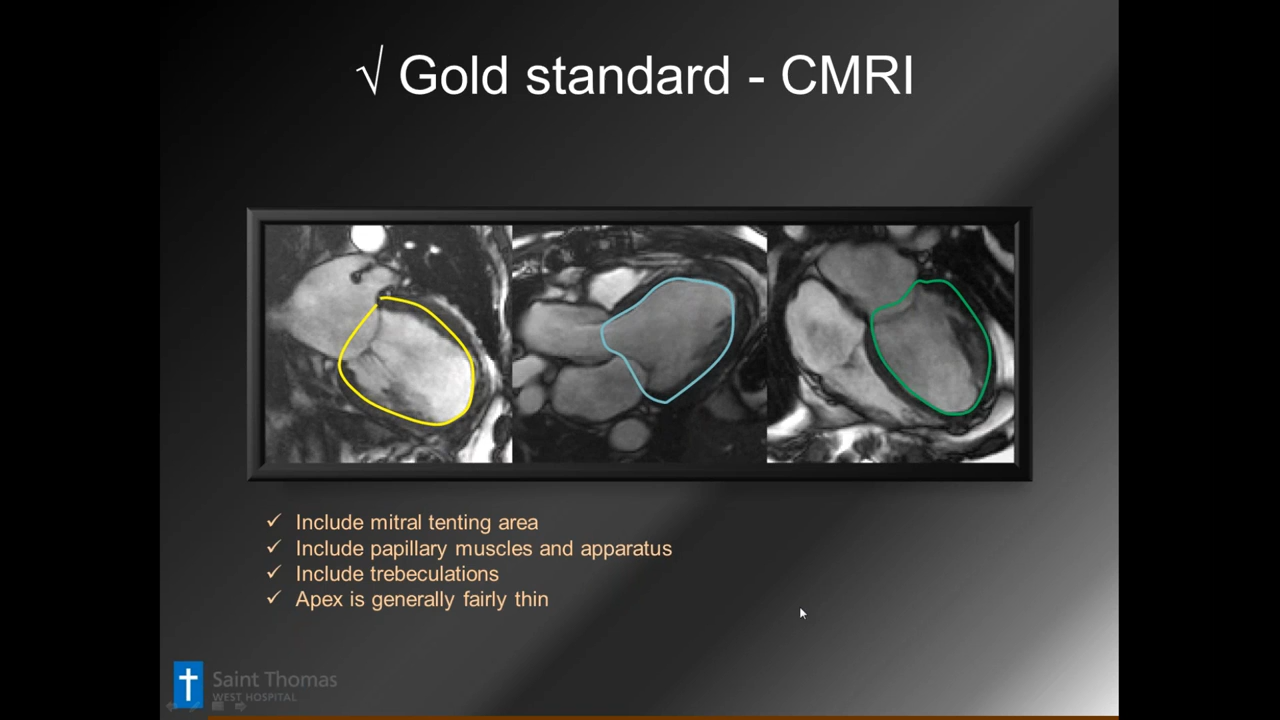 √ Gold standard - CMRI
✓ Include mitral tenting area
✓ Include papillary muscles and apparatus
✓ Include trebeculations
✓ Apex is generally fairly thin
Saint Thomas
WEST HOSPITAL